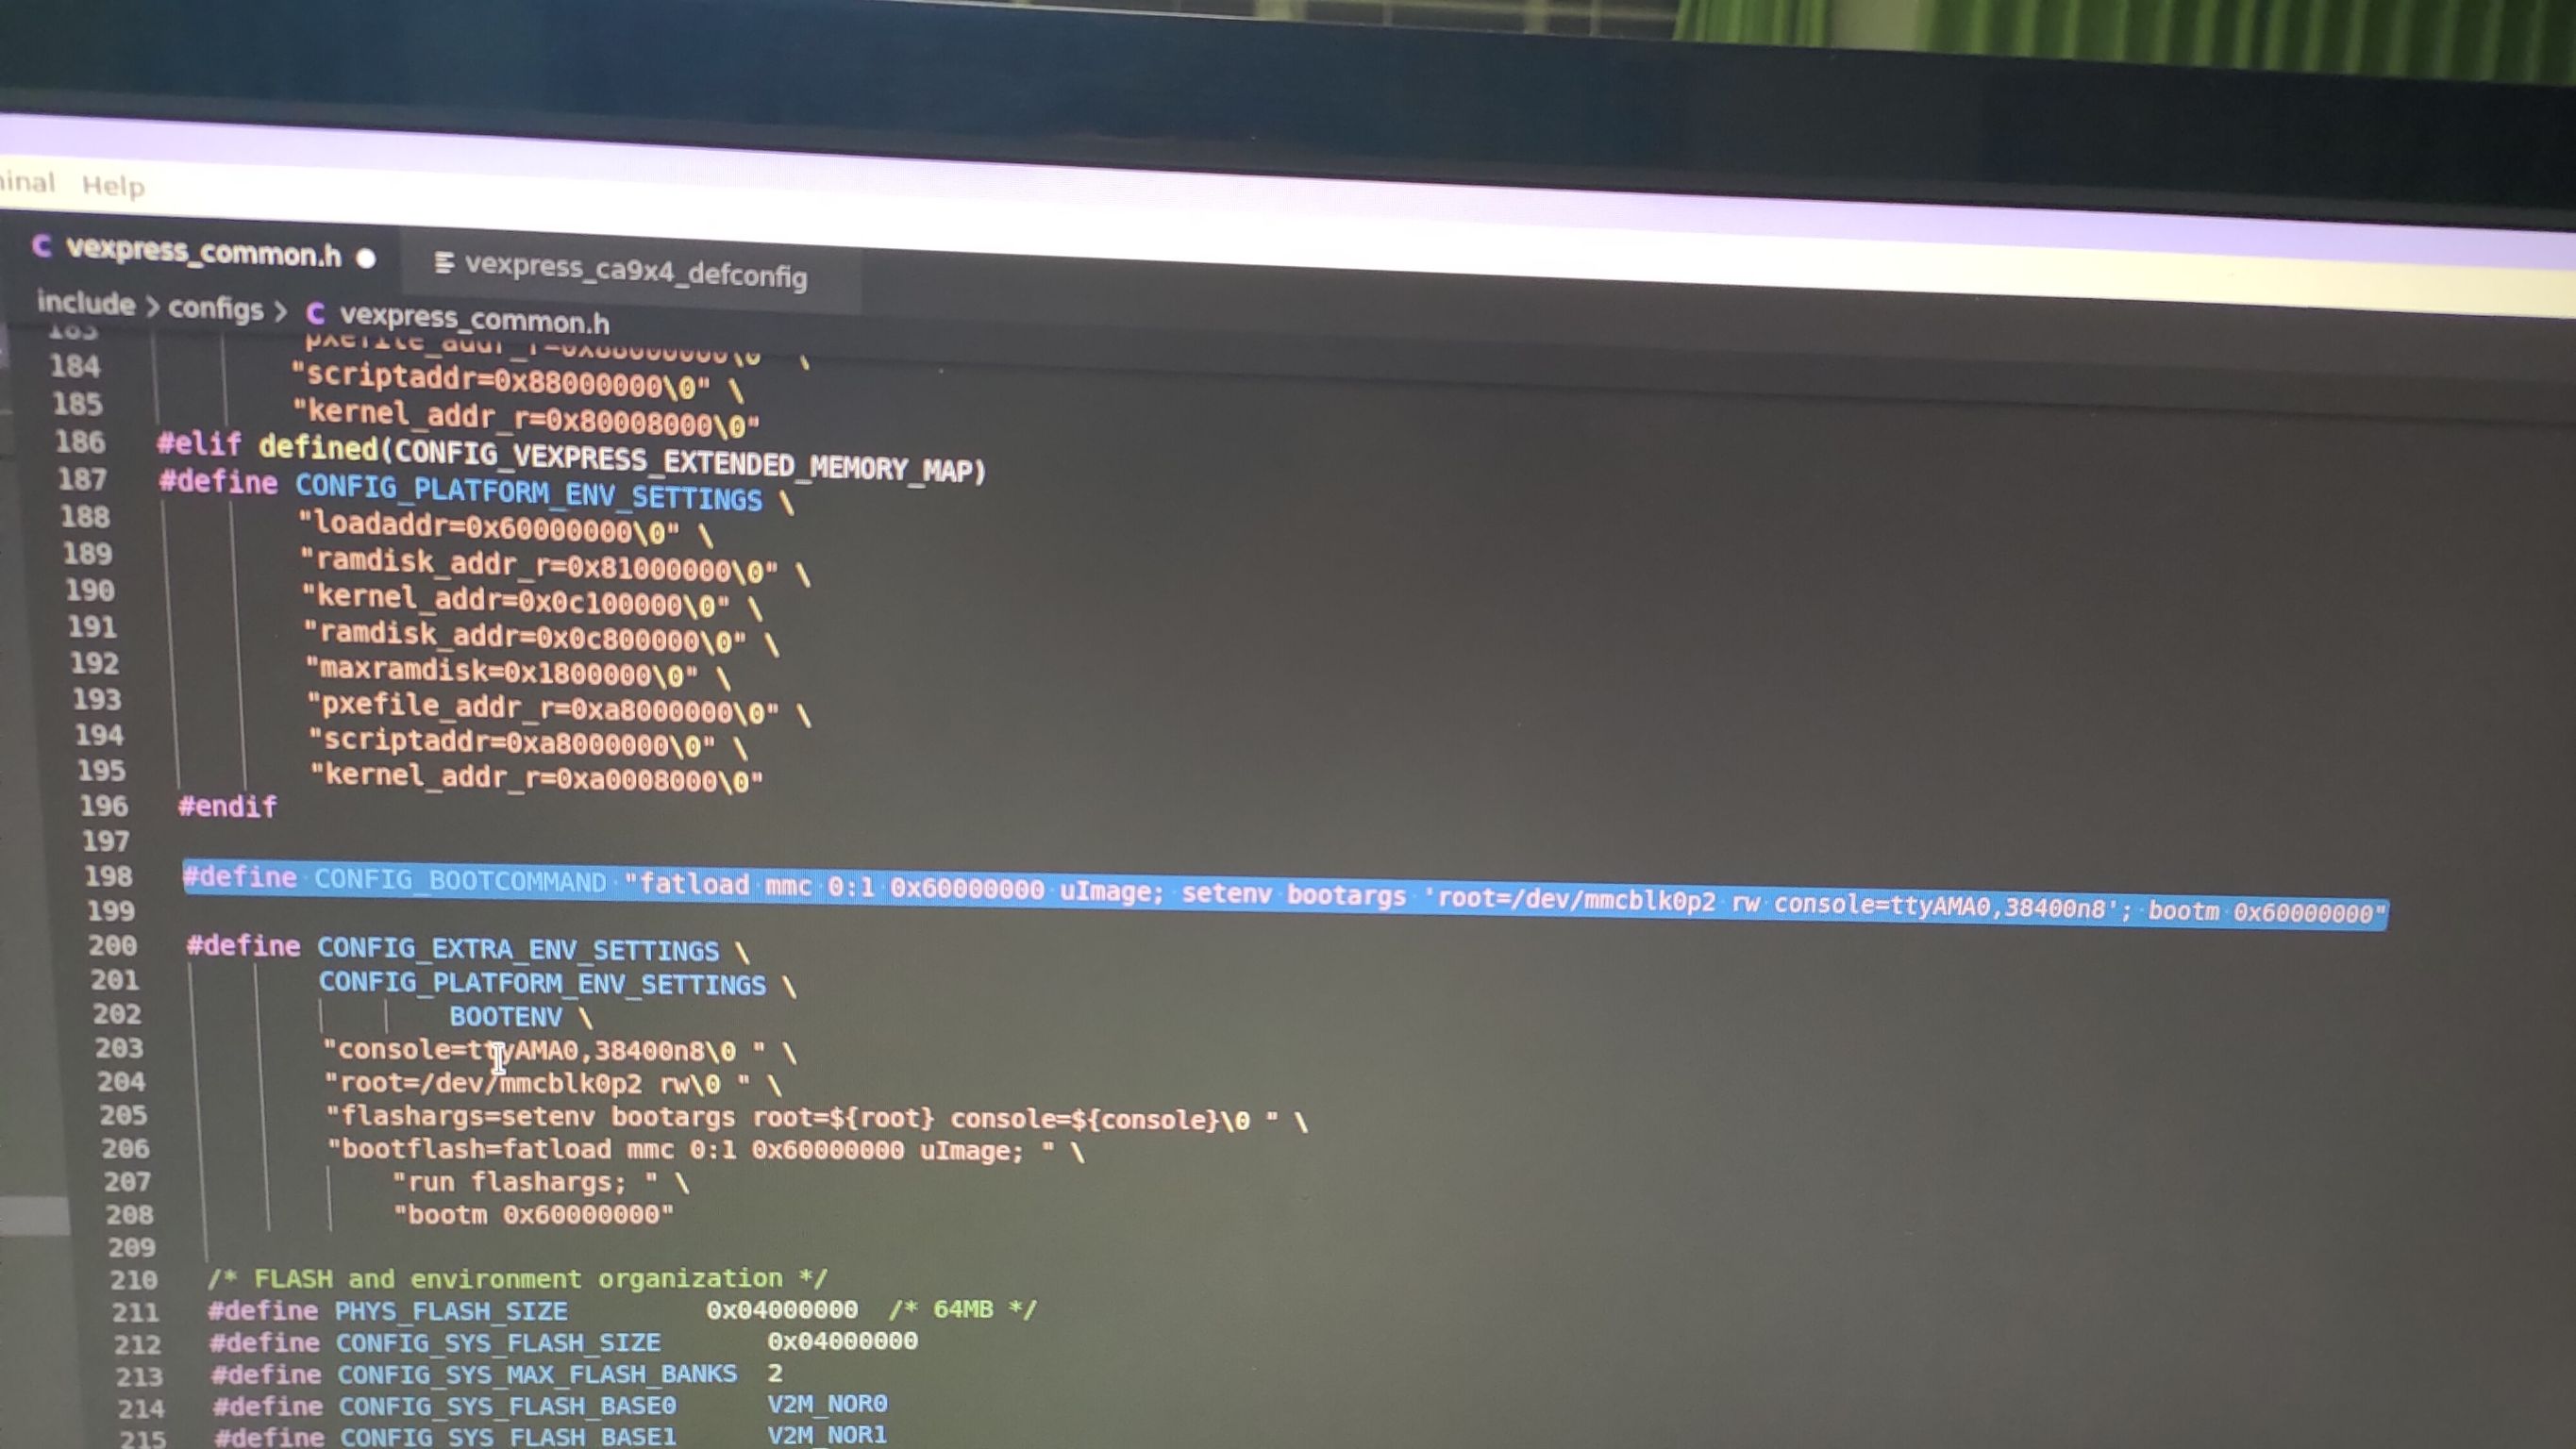 Help
C vexpress_common.h ● vexpress_ca9x4_defconfig
include > configs > C vexpress_common.h
184 "scriptaddr=0x88000000\0" \
185 "kernel_addr_r=0x80008000\0"
186 #elif defined(CONFIG_VEXPRESS_EXTENDED_MEMORY_MAP)
187 #define CONFIG_PLATFORM_ENV_SETTINGS \
188 "loadaddr=0x60000000\0" \
189 "ramdisk_addr_r=0x81000000\0" \
190 "kernel_addr=0x0c100000\0" \
191 "ramdisk_addr=0x0c800000\0" \
192 "maxramdisk=0x1800000\0" \
193 "pxefile_addr_r=0xa8000000\0" \
194 "scriptaddr=0xa8000000\0" \
195 "kernel_addr_r=0xa0008000\0"
196 #endif
197
198 #define CONFIG_BOOTCOMMAND "fatload mmc 0:1 0x60000000 uImage; setenv bootargs 'root=/dev/mmcblk0p2 rw console=ttyAMA0,38400n8'; bootm 0x60000000"
199
200 #define CONFIG_EXTRA_ENV_SETTINGS \
201 CONFIG_PLATFORM_ENV_SETTINGS \
202 BOOTENV \
203 "console=ttyAMA0,38400n8\0 " \
204 "root=/dev/mmcblk0p2 rw\0 " \
205 "flashargs=setenv bootargs root=${root} console=${console}\0 " \
206 "bootflash=fatload mmc 0:1 0x60000000 uImage; " \
207 "run flashargs; " \
208 "bootm 0x60000000"
209
210 /* FLASH and environment organization */
211 #define PHYS_FLASH_SIZE 0x04000000 /* 64MB */
212 #define CONFIG_SYS_FLASH_SIZE 0x04000000
213 #define CONFIG_SYS_MAX_FLASH_BANKS 2
214 #define CONFIG_SYS_FLASH_BASE0 V2M_NOR0
215 #define CONFIG_SYS_FLASH_BASE1 V2M_NOR1